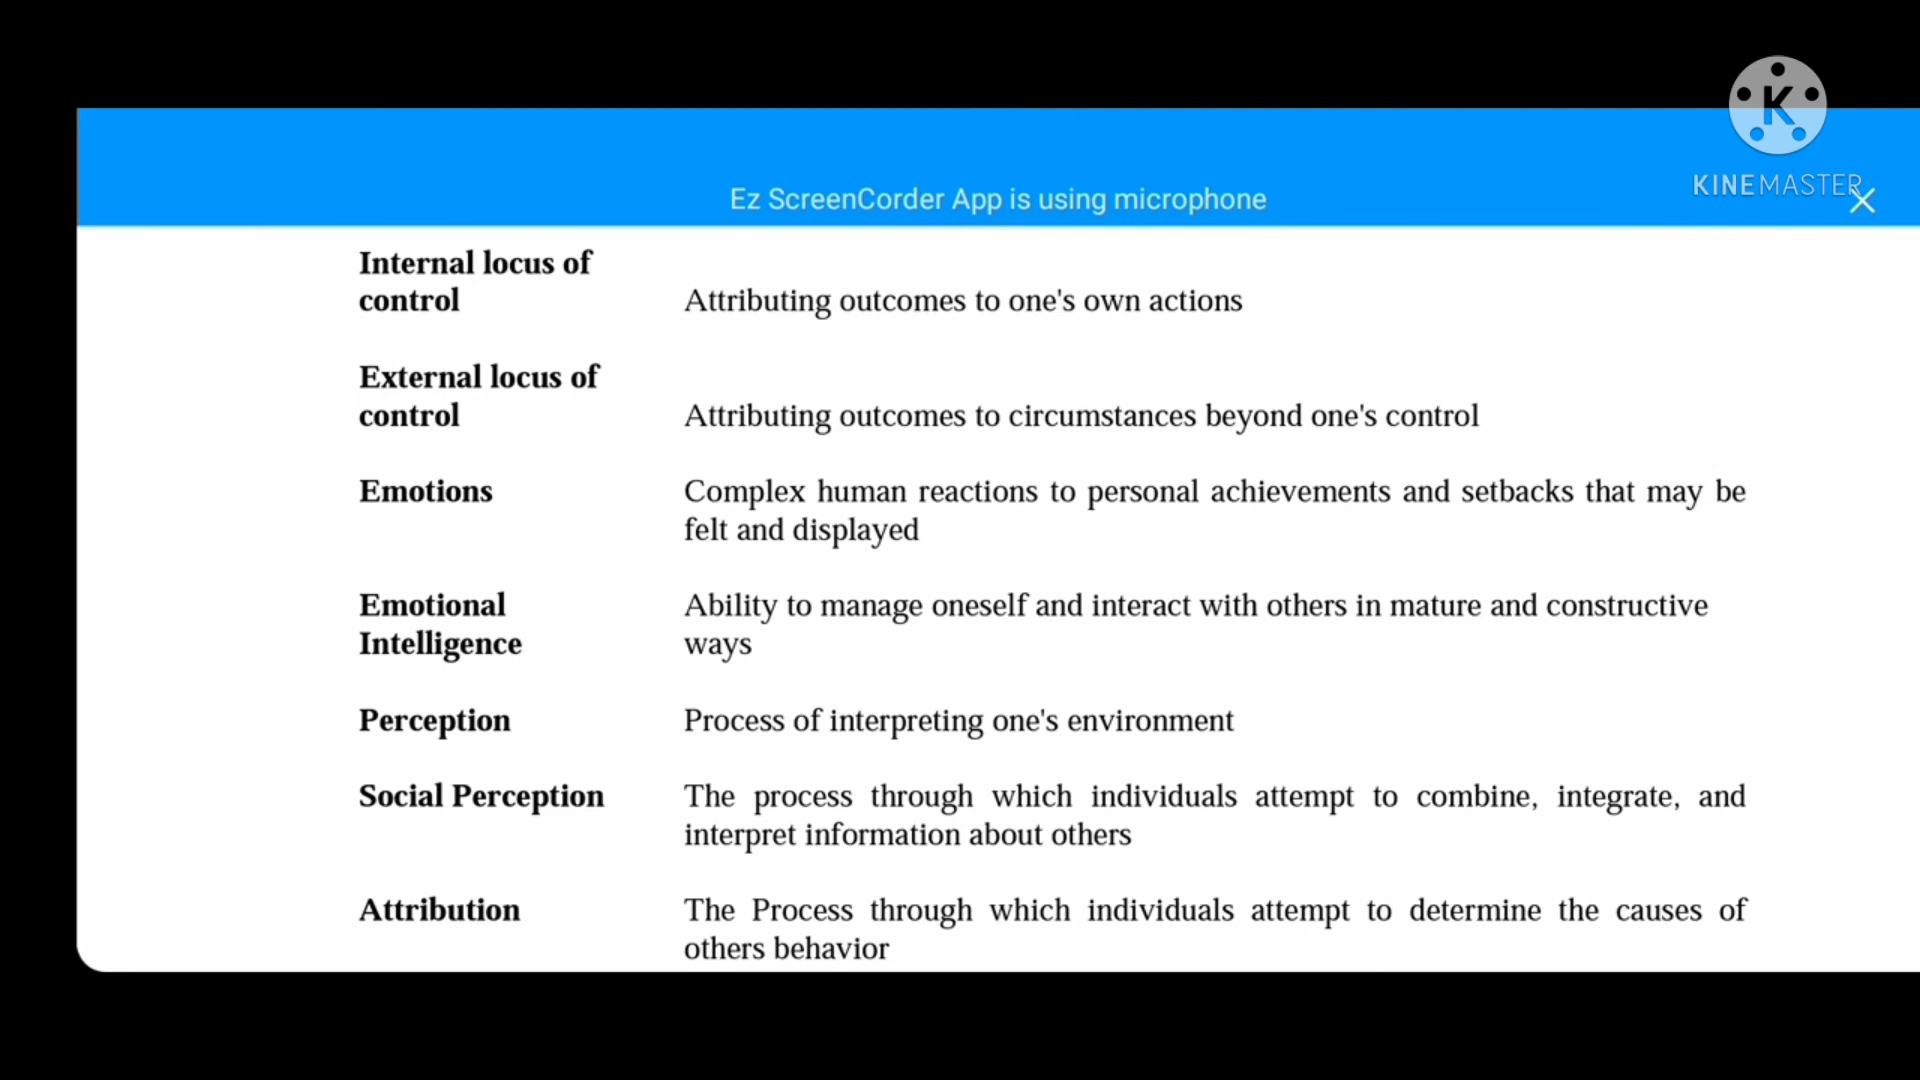 K
KINEMASTER
Ez ScreenCorder App is using microphone
Internal locus of
control Attributing outcomes to one's own actions
External locus of
control Attributing outcomes to circumstances beyond one's control
Emotions Complex human reactions to personal achievements and setbacks that may be
felt and displayed
Emotional Ability to manage oneself and interact with others in mature and constructive
Intelligence ways
Perception Process of interpreting one's environment
Social Perception The process through which individuals attempt to combine, integrate, and
interpret information about others
Attribution The Process through which individuals attempt to determine the causes of
others behavior